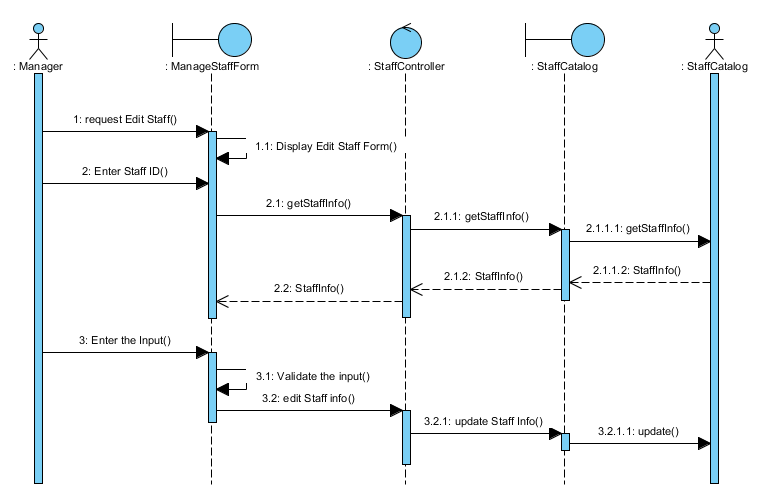 : Manager
: ManageStaffForm
: StaffController
: StaffCatalog
: StaffCatalog
1: request Edit Staff()
1.1: Display Edit Staff Form()
2: Enter Staff ID()
2.1: getStaffInfo()
2.1.1: getStaffInfo()
2.1.1.1: getStaffInfo()
2.1.1.2: StaffInfo()
2.1.2: StaffInfo()
2.2: StaffInfo()
3: Enter the Input()
3.1: Validate the input()
3.2: edit Staff info()
3.2.1: update Staff Info()
3.2.1.1: update()